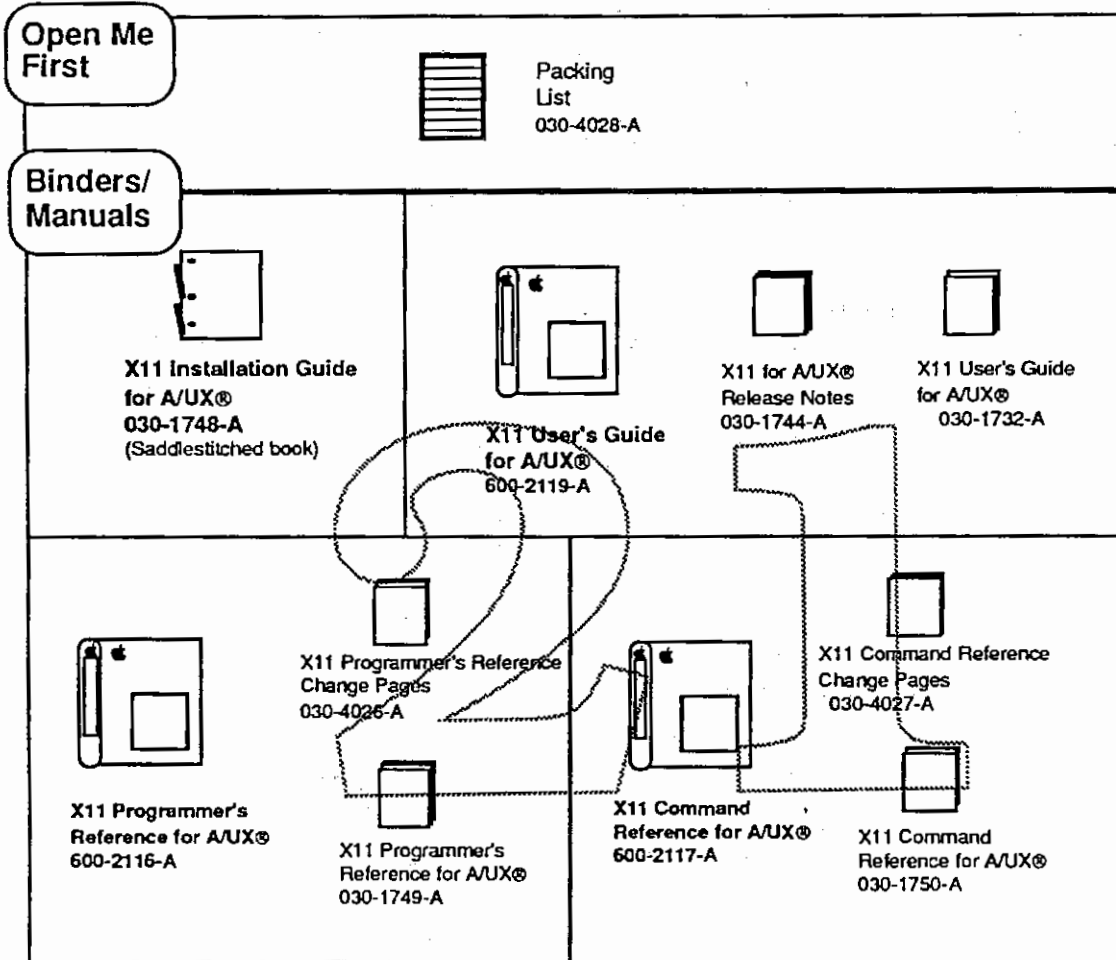 Open Me
First
Packing
List
030-4028-A
Binders/
Manuals
X11 Installation Guide
for A/UX®
030-1748-A
(Saddlestitched book)
X11 User's Guide
for A/UX®
600-2119-A
X11 for A/UX®
Release Notes
030-1744-A
X11 User's Guide
for A/UX®
030-1732-A
21
X11 Programmer's
Reference for A/UX®
600-2116-A
X11 Programmer's Reference
Change Pages
030-4026-A
X11 Programmer's
Reference for A/UX®
030-1749-A
X11 Command
Reference for A/UX®
600-2117-A
X11 Command Reference
Change Pages
030-4027-A
X11 Command
Reference for A/UX®
030-1750-A